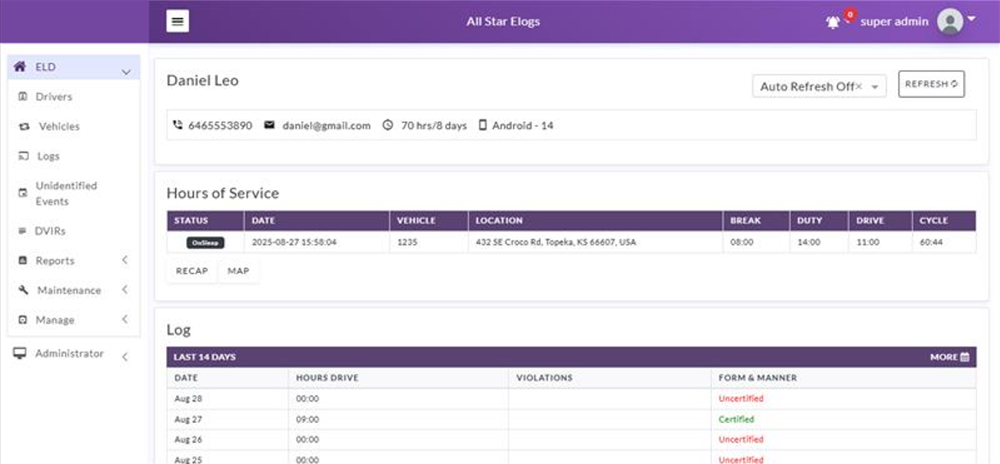 All Star Elogs
0
super admin
ELD
Drivers
Vehicles
Logs
Unidentified
Events
DVIRs
Reports
Maintenance
Manage
Administrator
Daniel Leo
Auto Refresh Off×
REFRESH
6465553890 daniel@gmail.com 70 hrs/8 days Android - 14
Hours of Service
STATUS DATE VEHICLE LOCATION BREAK DUTY DRIVE CYCLE
OnSleep 2025-08-27 15:58:04 1235 432 SE Croco Rd, Topeka, KS 66607, USA 08:00 14:00 11:00 60:44
RECAP MAP
Log
LAST 14 DAYS MORE
DATE HOURS DRIVE VIOLATIONS FORM & MANNER
Aug 28 00:00 Uncertified
Aug 27 09:00 Certified
Aug 26 00:00 Uncertified
Aug 25 00:00 Uncertified